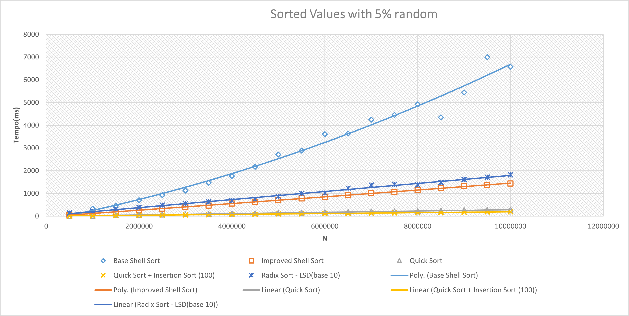 Sorted Values with 5% random
8000
7000
6000
5000
4000
3000
2000
1000
0
Tempo(ms)
0 2000000 4000000 6000000 8000000 10000000 12000000
N
Base Shell Sort Improved Shell Sort Quick Sort
Quick Sort + Insertion Sort (100) Radix Sort - LSD(base 10) Poly. (Base Shell Sort)
Poly. (Improved Shell Sort) Linear (Quick Sort) Linear (Quick Sort + Insertion Sort (100))
Linear (Radix Sort - LSD(base 10))